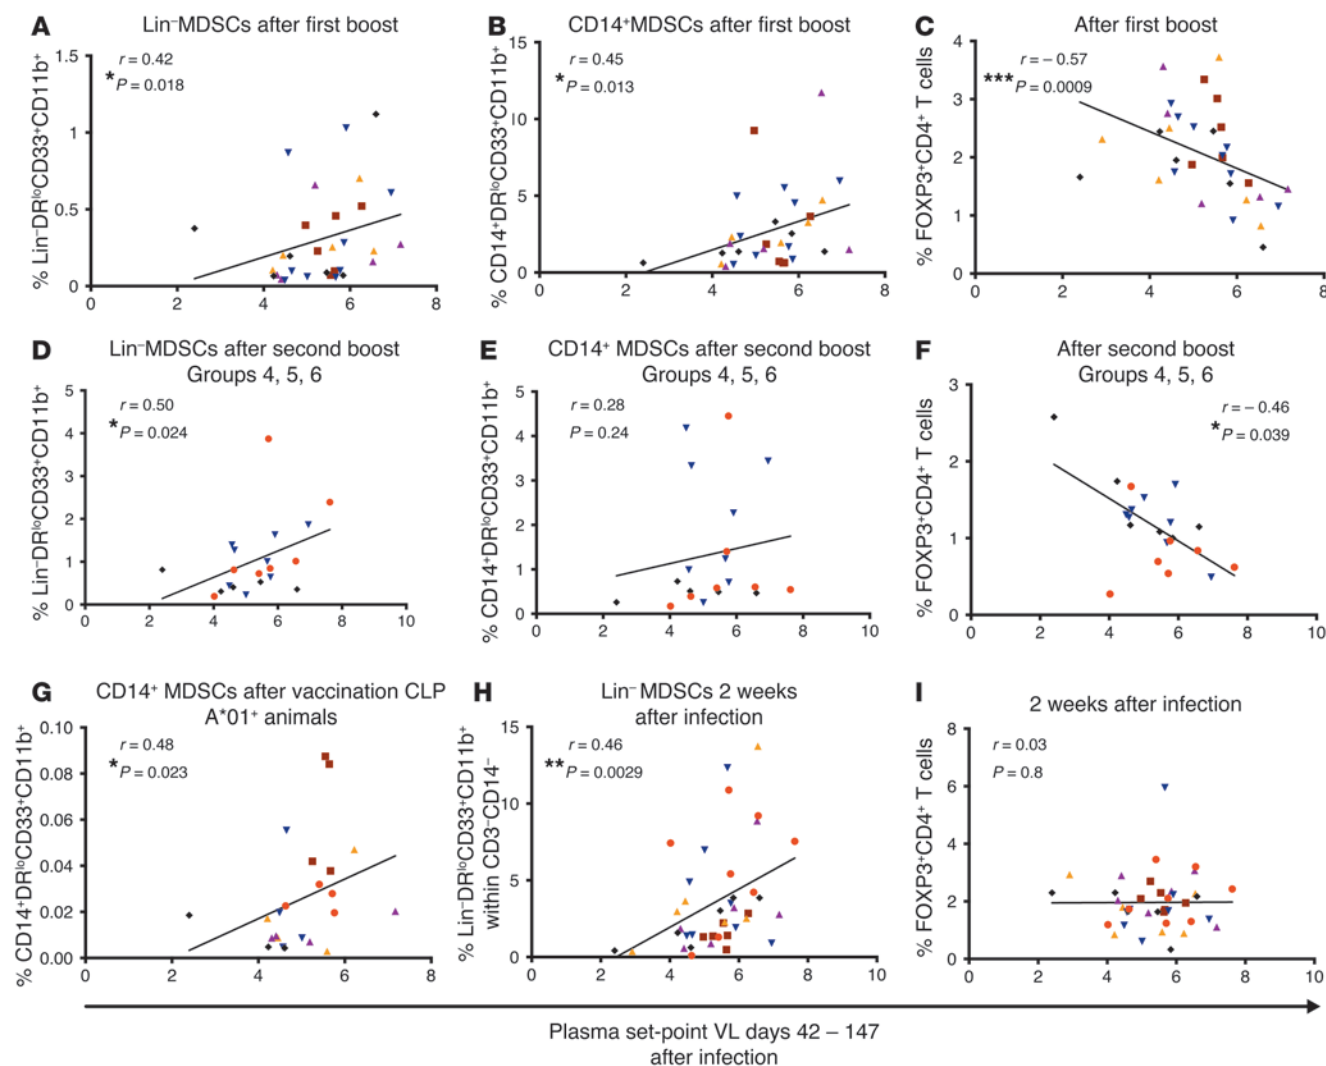 A
Lin⁻MDSCs after first boost
r = 0.42
* P = 0.018
% Lin⁻DRˡᵒCD33⁺CD11b⁺
1.5
1
0.5
0
0 2 4 6 8
B
CD14⁺MDSCs after first boost
r = 0.45
* P = 0.013
% CD14⁺DRˡᵒCD33⁺CD11b⁺
15
10
5
0
0 2 4 6 8
C
After first boost
r = – 0.57
*** P = 0.0009
% FOXP3⁺CD4⁺ T cells
4
3
2
1
0
0 2 4 6 8
D
Lin⁻MDSCs after second boost
Groups 4, 5, 6
r = 0.50
* P = 0.024
% Lin⁻DRˡᵒCD33⁺CD11b⁺
5
4
3
2
1
0
0 2 4 6 8 10
E
CD14⁺ MDSCs after second boost
Groups 4, 5, 6
r = 0.28
P = 0.24
% CD14⁺DRˡᵒCD33⁺CD11b⁺
5
4
3
2
1
0
0 2 4 6 8 10
F
After second boost
Groups 4, 5, 6
r = – 0.46
* P = 0.039
% FOXP3⁺CD4⁺ T cells
3
2
1
0
0 2 4 6 8 10
G
CD14⁺ MDSCs after vaccination CLP
A*01⁺ animals
r = 0.48
* P = 0.023
% CD14⁺DRˡᵒCD33⁺CD11b⁺
0.10
0.08
0.06
0.04
0.02
0.00
0 2 4 6 8
H
Lin⁻ MDSCs 2 weeks
after infection
r = 0.46
** P = 0.0029
% Lin⁻DRˡᵒCD33⁺CD11b⁺
within CD3⁻CD14⁻
15
10
5
0
0 2 4 6 8 10
I
2 weeks after infection
r = 0.03
P = 0.8
% FOXP3⁺CD4⁺ T cells
8
6
4
2
0
0 2 4 6 8 10
Plasma set-point VL days 42 – 147
after infection